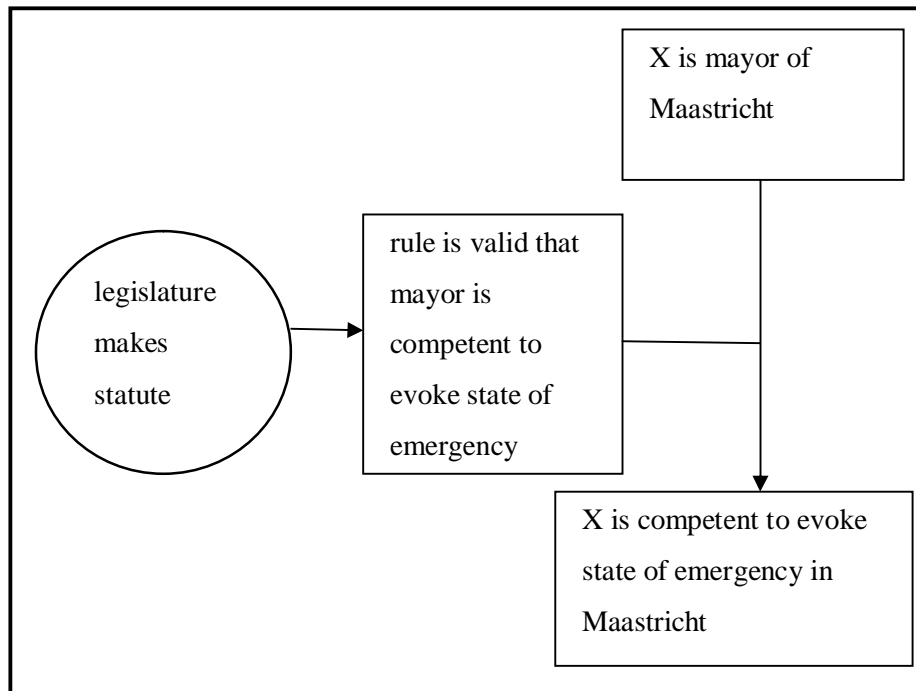 X is mayor of
Maastricht
rule is valid that
mayor is
competent to
evoke state of
emergency
legislature
makes
statute
X is competent to evoke
state of emergency in
Maastricht